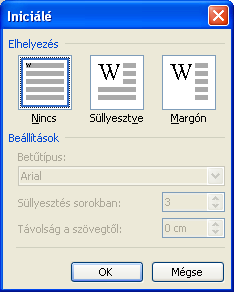 Iniciálé
Elhelyezés
W W W
Nincs Süllyesztve Margón
Beállítások
Betűtípus:
Arial
Süllyesztés sorokban: 3
Távolság a szövegtől: 0 cm
OK Mégse